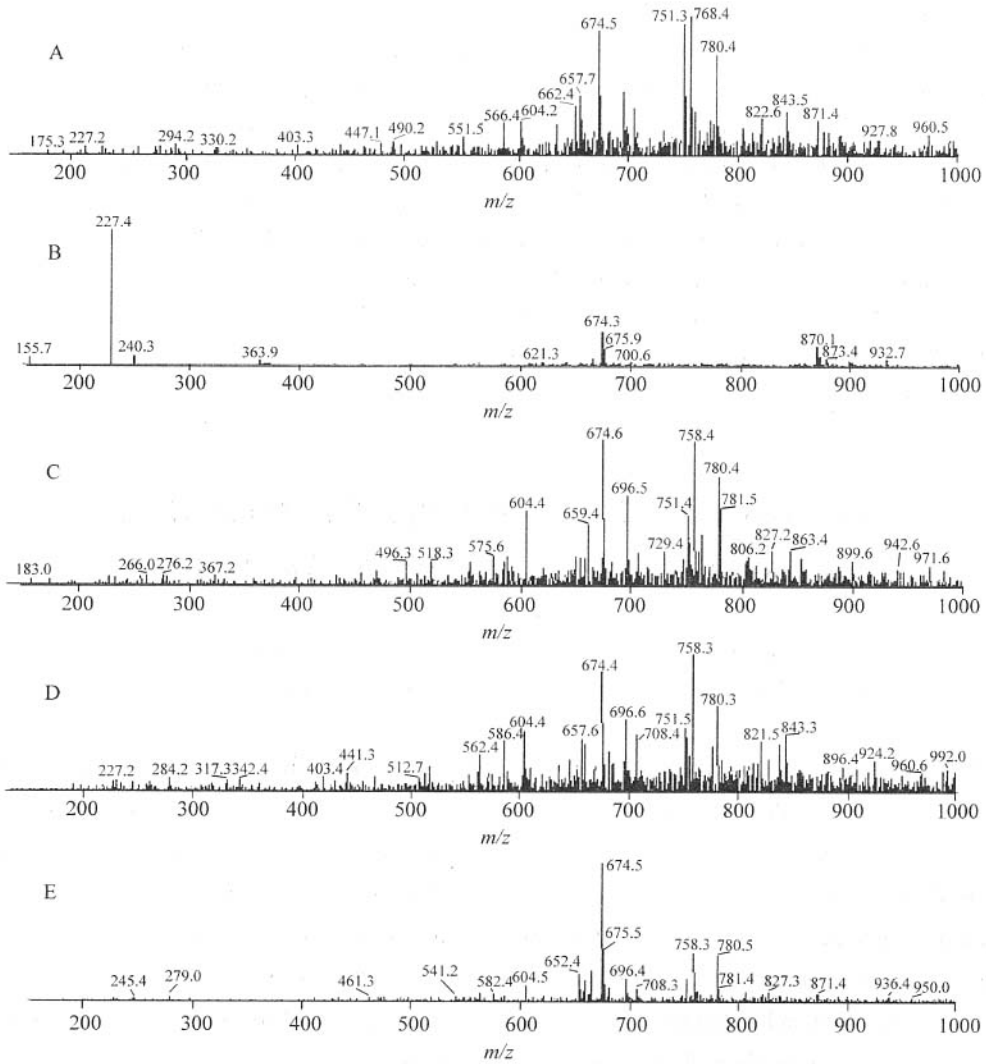 A
175.3 227.2 294.2 330.2 403.3 447.1 490.2 551.5 566.4 604.2 662.4 657.7 674.5 751.3 768.4 780.4 822.6 843.5 871.4 927.8 960.5
200 300 400 500 600 700 800 900 1000
m/z
B
155.7 227.4 240.3 363.9 621.3 674.3 675.9 700.6 870.1 873.4 932.7
200 300 400 500 600 700 800 900 1000
m/z
C
183.0 266.0 276.2 367.2 496.3 518.3 575.6 604.4 659.4 674.6 696.5 729.4 751.4 758.4 780.4 781.5 806.2 827.2 863.4 899.6 942.6 971.6
200 300 400 500 600 700 800 900 1000
m/z
D
227.2 284.2 317.3 342.4 403.4 441.3 512.7 562.4 586.4 604.4 657.6 674.4 696.6 708.4 751.5 758.3 780.3 821.5 843.3 896.4 924.2 960.6 992.0
200 300 400 500 600 700 800 900 1000
m/z
E
245.4 279.0 461.3 541.2 582.4 604.5 652.4 674.5 675.5 696.4 708.3 758.3 780.5 781.4 827.3 871.4 936.4 950.0
200 300 400 500 600 700 800 900 1000
m/z